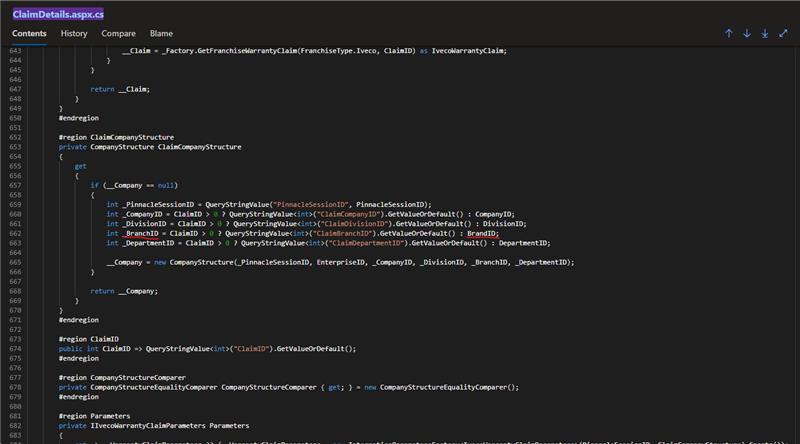 ClaimDetails.aspx.cs
Contents History Compare Blame
643 __Claim = _Factory.GetFranchiseWarrantyClaim(FranchiseType.Iveco, ClaimID) as IvecoWarrantyClaim;
644 }
645 }
646
647 return __Claim;
648 }
649 }
650 #endregion
651
652 #region ClaimCompanyStructure
653 private CompanyStructure ClaimCompanyStructure
654 {
655 get
656 {
657 if (__Company == null)
658 {
659 int _PinnacleSessionID = QueryStringValue("PinnacleSessionID", PinnacleSessionID);
660 int _CompanyID = ClaimID > 0 ? QueryStringValue<int>("ClaimCompanyID").GetValueOrDefault() : CompanyID;
661 int _DivisionID = ClaimID > 0 ? QueryStringValue<int>("ClaimDivisionID").GetValueOrDefault() : DivisionID;
662 int _BranchID = ClaimID > 0 ? QueryStringValue<int>("ClaimBranchID").GetValueOrDefault() : BrandID;
663 int _DepartmentID = ClaimID > 0 ? QueryStringValue<int>("ClaimDepartmentID").GetValueOrDefault() : DepartmentID;
664
665 __Company = new CompanyStructure(_PinnacleSessionID, EnterpriseID, _CompanyID, _DivisionID, _BranchID, _DepartmentID);
666 }
667
668 return __Company;
669 }
670 }
671 #endregion
672
673 #region ClaimID
674 public int ClaimID => QueryStringValue<int>("ClaimID").GetValueOrDefault();
675 #endregion
676
677 #region CompanyStructureComparer
678 private CompanyStructureEqualityComparer CompanyStructureComparer { get; } = new CompanyStructureEqualityComparer();
679 #endregion
680
681 #region Parameters
682 private IIvecoWarrantyClaimParameters Parameters
683 {